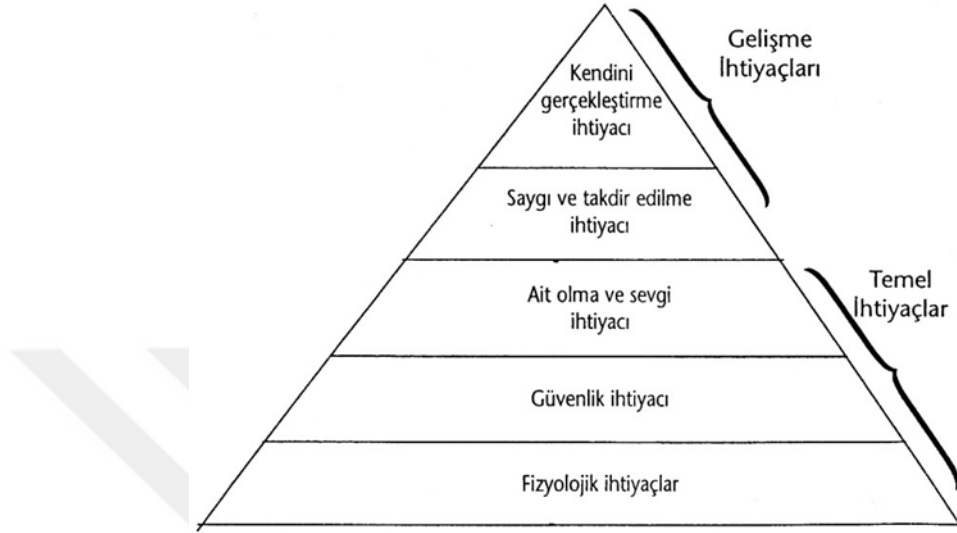 Gelişme
İhtiyaçları
Kendini
gerçekleştirme
ihtiyacı
Saygı ve takdir edilme
ihtiyacı
Temel
İhtiyaçlar
Ait olma ve sevgi
ihtiyacı
Güvenlik ihtiyacı
Fizyolojik ihtiyaçlar